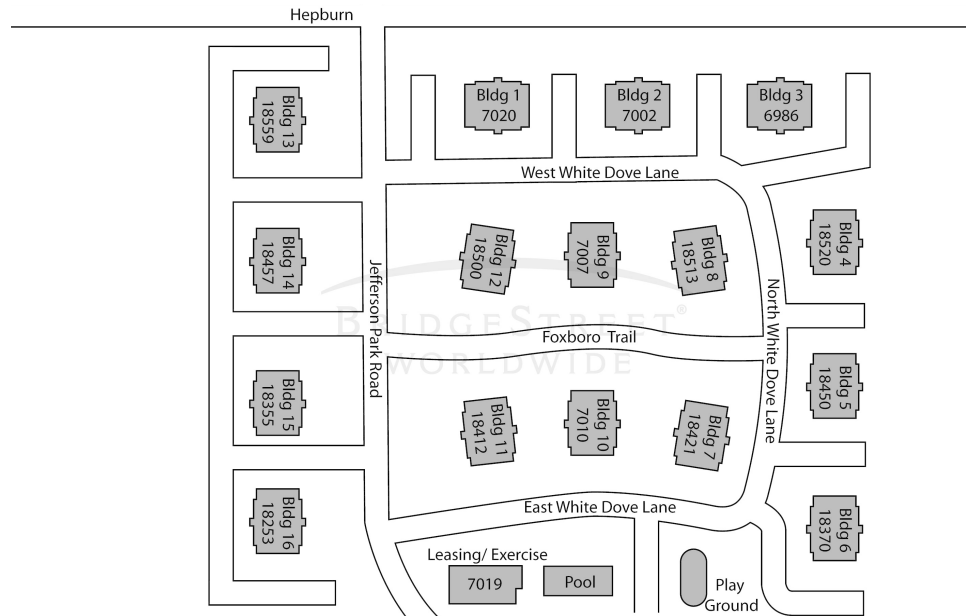 Hepburn
Bldg 13
18559
Bldg 1
7020
Bldg 2
7002
Bldg 3
6986
West White Dove Lane
Bldg 14
18457
Bldg 12
18500
Bldg 9
7007
Bldg 8
18513
Bldg 4
18520
Jefferson Park Road
North White Dove Lane
BRIDGESTREET®
WORLDWIDE
Foxboro Trail
Bldg 15
18355
Bldg 11
18412
Bldg 10
7010
Bldg 7
18421
Bldg 5
18450
East White Dove Lane
Bldg 16
18253
Bldg 6
18370
Leasing/ Exercise
7019
Pool
Play
Ground